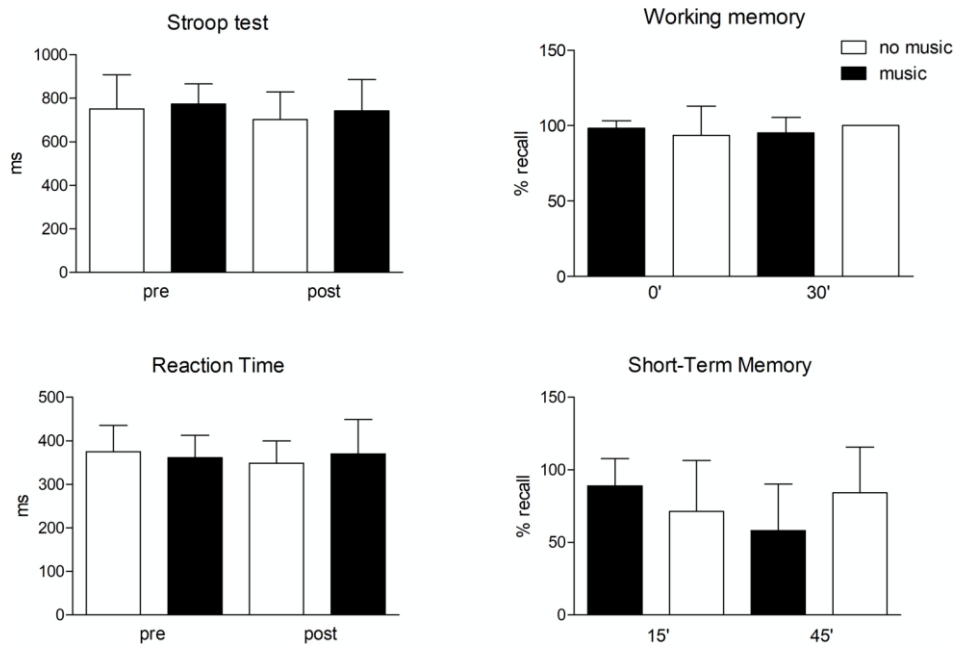 Stroop test
1000
800
600
400
200
0
ms
pre
post
Working memory
no music
music
150
100
50
0
% recall
0'
30'
Reaction Time
500
400
300
200
100
0
ms
pre
post
Short-Term Memory
150
100
50
0
% recall
15'
45'